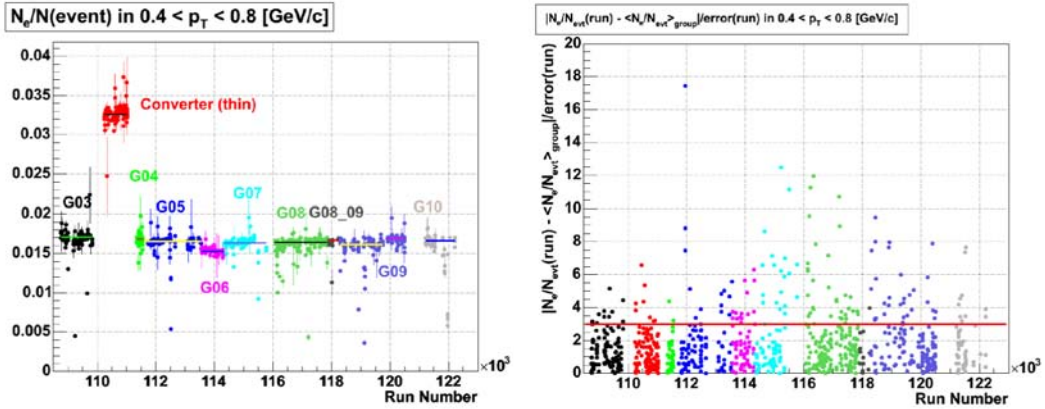 N_e/N(event) in 0.4 < p_T < 0.8 [GeV/c]
0.04
0.035
0.03
0.025
0.02
0.015
0.01
0.005
0
Converter (thin)
G03
G04
G05
G06
G07
G08
G08_09
G09
G10
110
112
114
116
118
120
122
×10³
Run Number
|N_e/N_evt(run) - <N_e/N_evt>_group|/error(run) in 0.4 < p_T < 0.8 [GeV/c]
|N_e/N_evt(run) - <N_e/N_evt>_group|/error(run)
20
18
16
14
12
10
8
6
4
2
0
110
112
114
116
118
120
122
×10³
Run Number